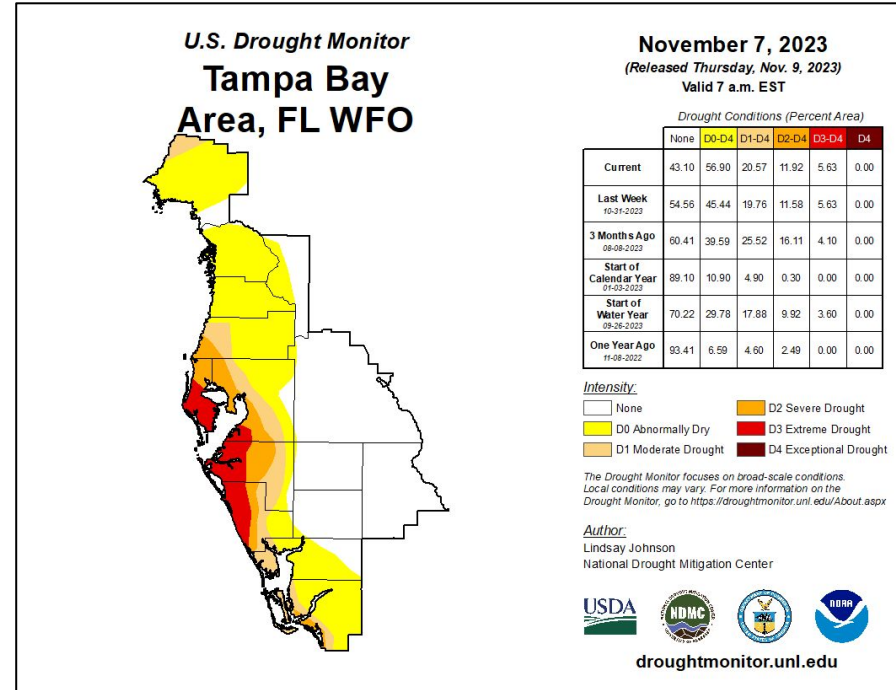 U.S. Drought Monitor
Tampa Bay
Area, FL WFO
November 7, 2023
(Released Thursday, Nov. 9, 2023)
Valid 7 a.m. EST
Drought Conditions (Percent Area)
None D0-D4 D1-D4 D2-D4 D3-D4 D4
Current 43.10 56.90 20.57 11.92 5.63 0.00
Last Week
10-31-2023 54.56 45.44 19.76 11.58 5.63 0.00
3 Months Ago
08-08-2023 60.41 39.59 25.52 16.11 4.10 0.00
Start of
Calendar Year
01-03-2023 89.10 10.90 4.90 0.30 0.00 0.00
Start of
Water Year
09-26-2023 70.22 29.78 17.88 9.92 3.60 0.00
One Year Ago
11-08-2022 93.41 6.59 4.60 2.49 0.00 0.00
Intensity:
None
D0 Abnormally Dry
D1 Moderate Drought
D2 Severe Drought
D3 Extreme Drought
D4 Exceptional Drought
The Drought Monitor focuses on broad-scale conditions.
Local conditions may vary. For more information on the
Drought Monitor, go to https://droughtmonitor.unl.edu/About.aspx
Author:
Lindsay Johnson
National Drought Mitigation Center
USDA
NDMC
NOAA
droughtmonitor.unl.edu